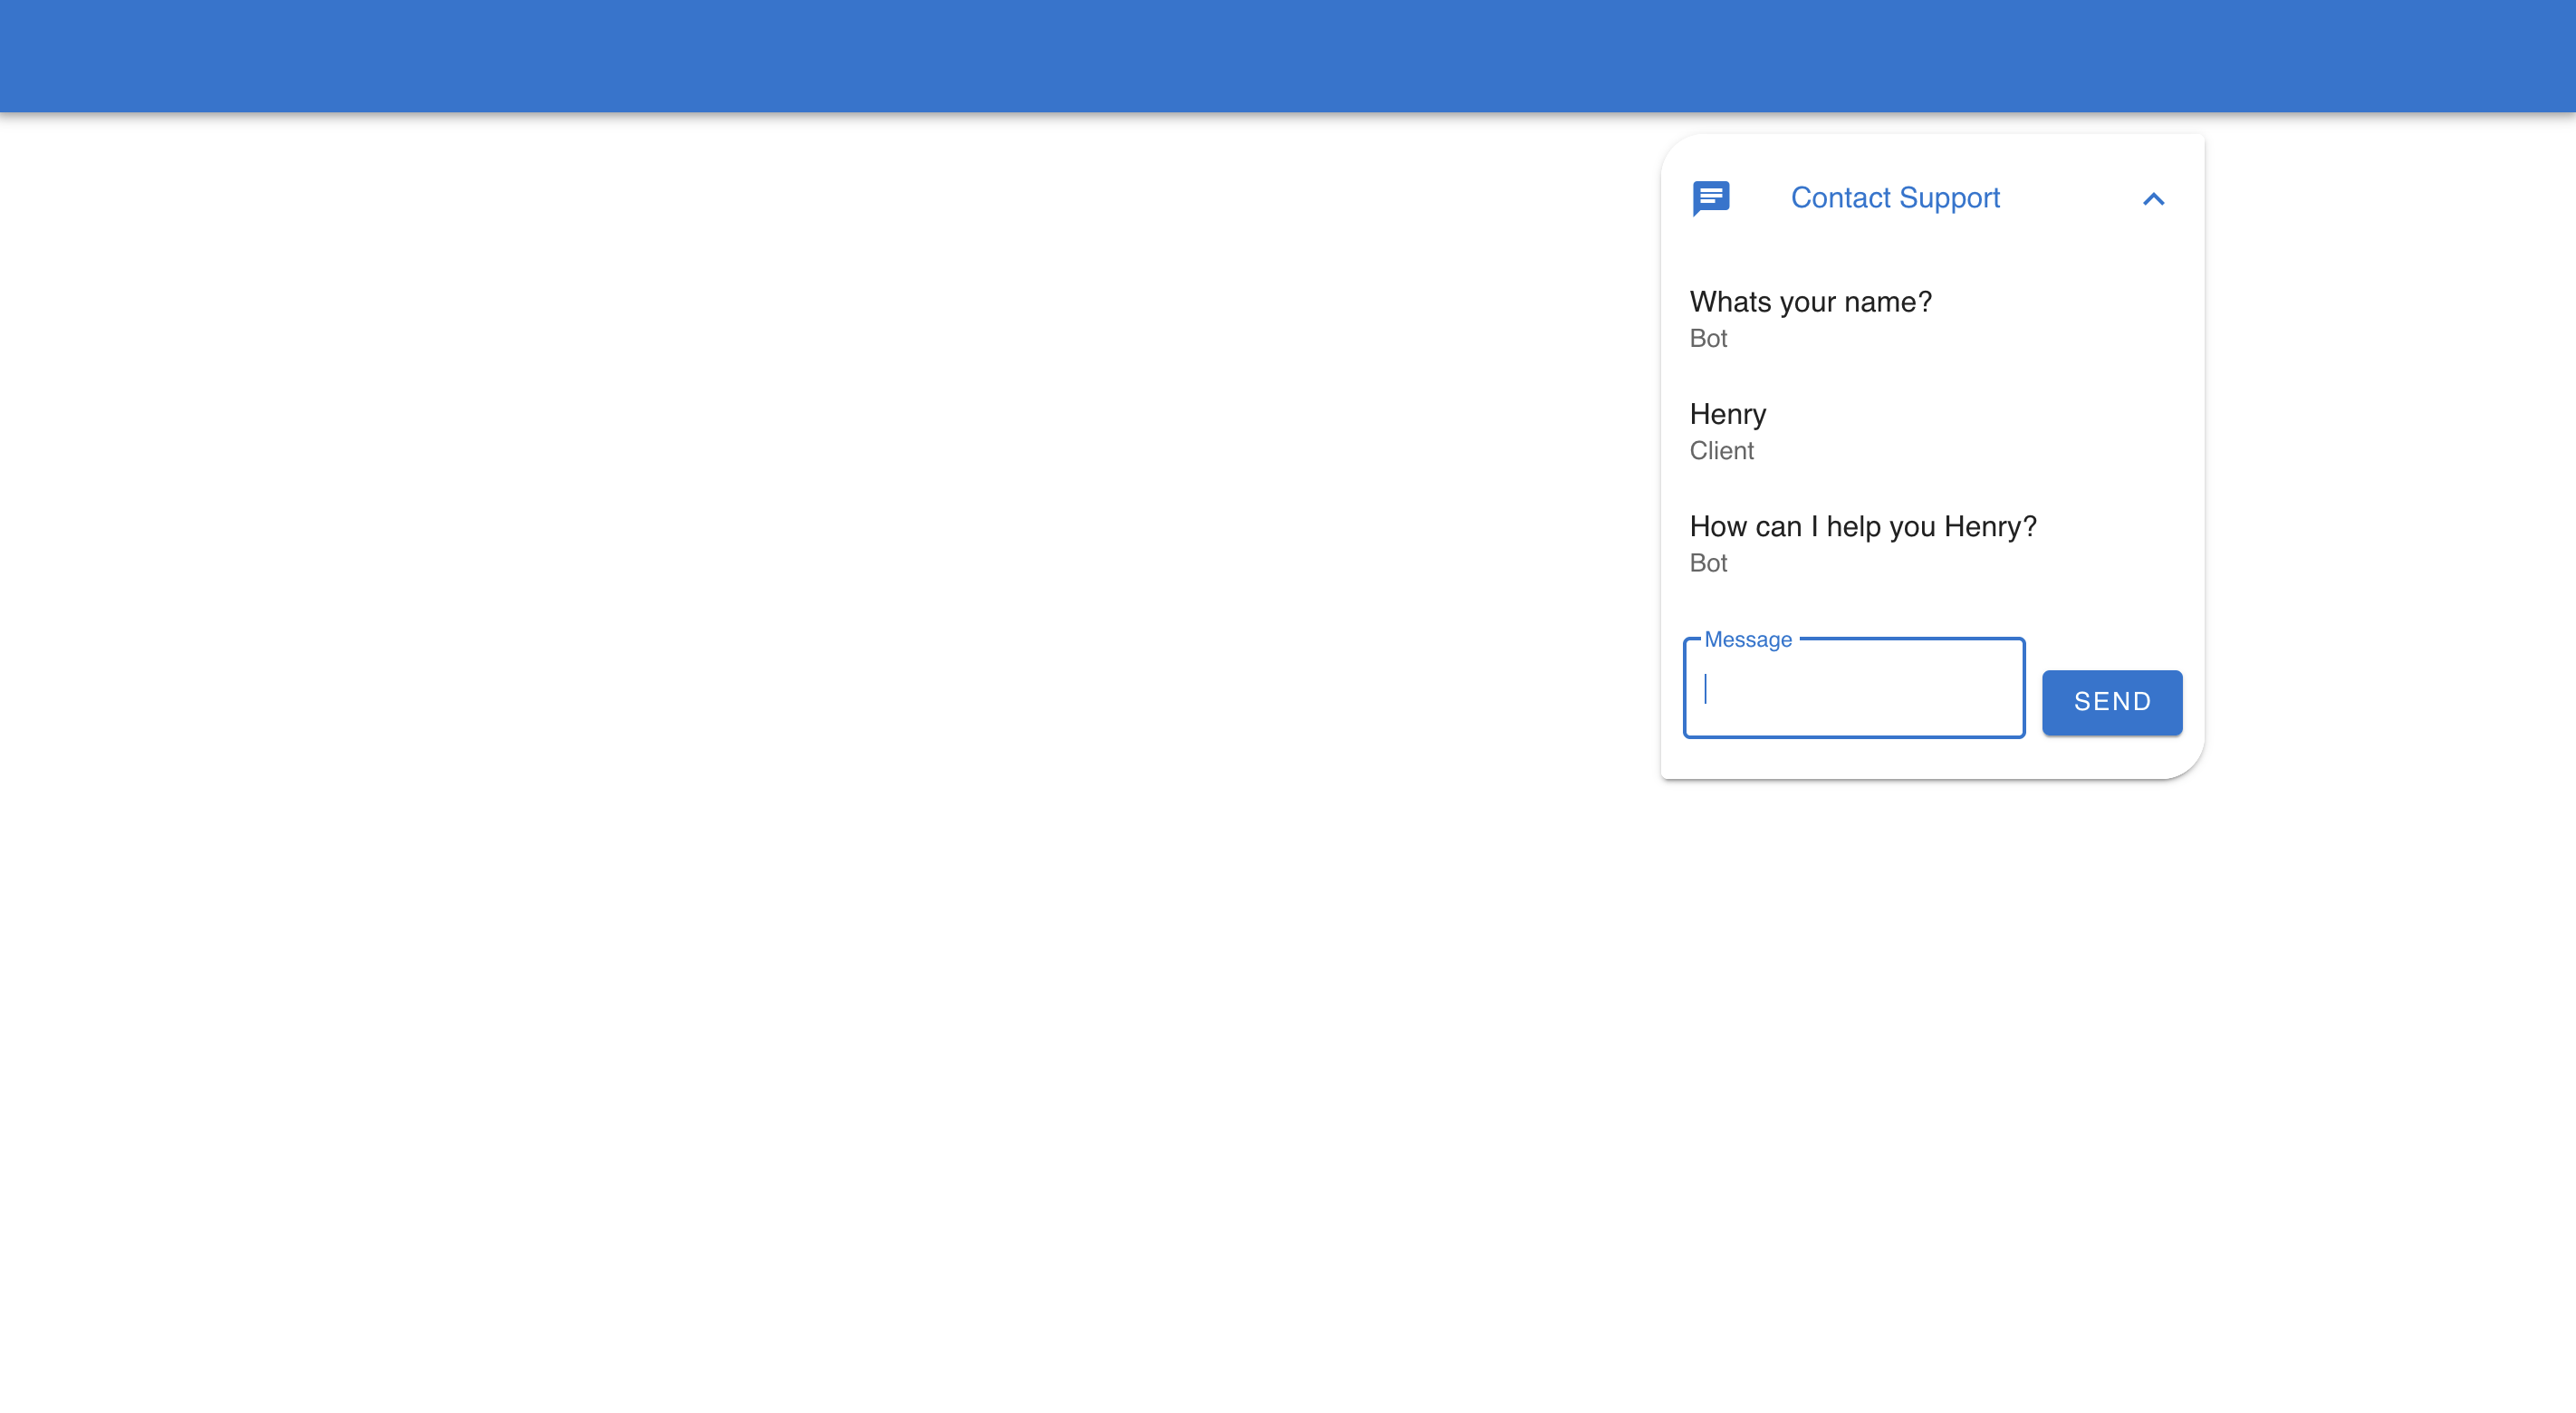 Contact Support
Whats your name?
Bot
Henry
Client
How can I help you Henry?
Bot
Message
SEND